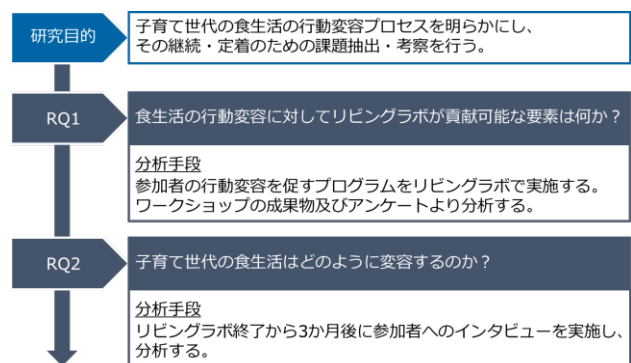 研究目的
子育て世代の食生活の行動変容プロセスを明らかにし、
その継続・定着のための課題抽出・考察を行う。
RQ1
食生活の行動変容に対してリビングラボが貢献可能な要素は何か？
分析手段
参加者の行動変容を促すプログラムをリビングラボで実施する。
ワークショップの成果物及びアンケートより分析する。
RQ2
子育て世代の食生活はどのように変容するのか？
分析手段
リビングラボ終了から3か月後に参加者へのインタビューを実施し、
分析する。